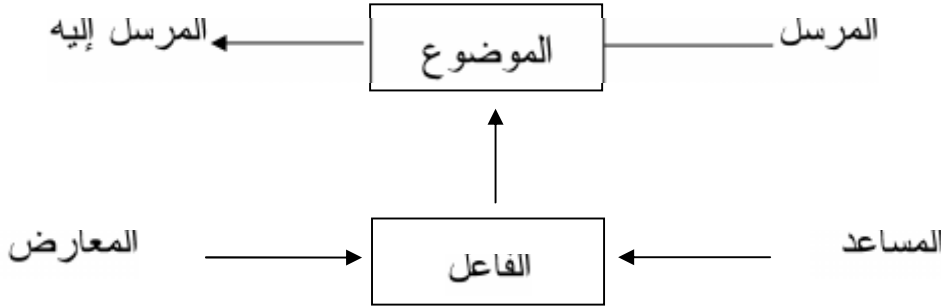 المرسل
الموضوع
المرسل إليه
المساعد
الفاعل
المعارض